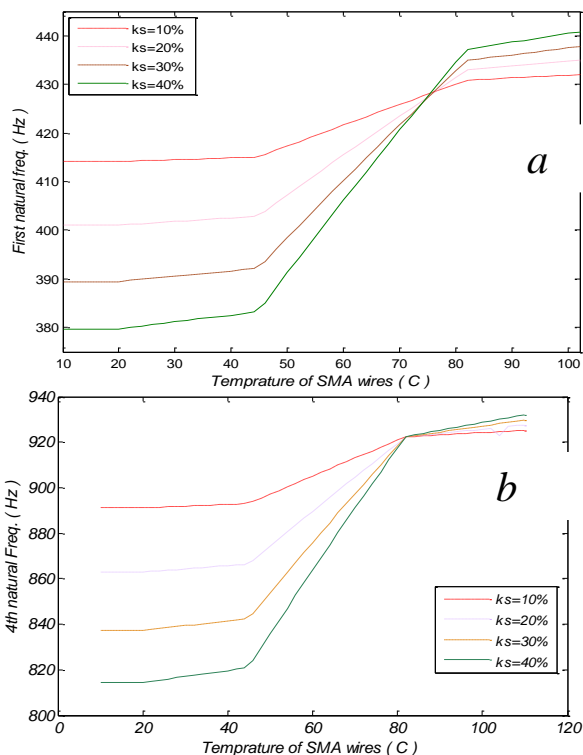 440
430
420
410
400
390
380
First natural freq. ( Hz )
ks=10%
ks=20%
ks=30%
ks=40%
a
10 20 30 40 50 60 70 80 90 100
Temprature of SMA wires ( C )
940
920
900
880
860
840
820
800
4th natural Freq. ( Hz )
b
ks=10%
ks=20%
ks=30%
ks=40%
0 20 40 60 80 100 120
Temprature of SMA wires ( C )